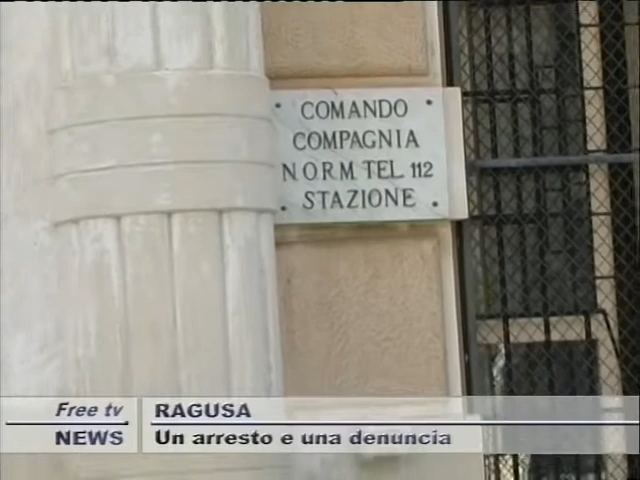 COMANDO
COMPAGNIA
N.O.R.M. TEL. 112
STAZIONE
Free tv
NEWS
RAGUSA
Un arresto e una denuncia